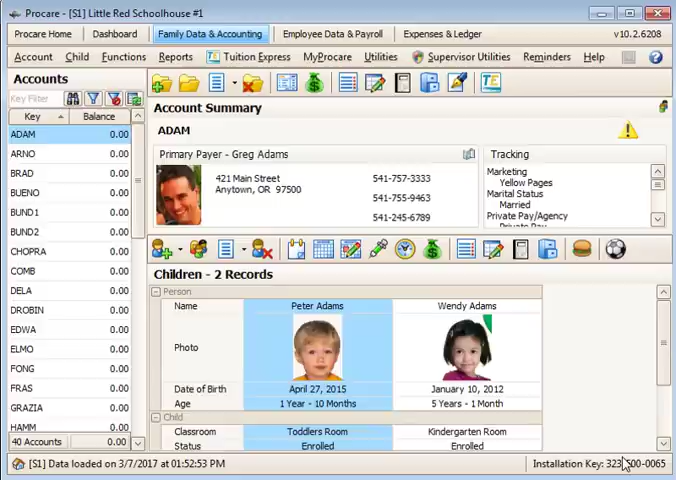 Procare - [S1] Little Red Schoolhouse #1
Procare Home Dashboard Family Data & Accounting Employee Data & Payroll Expenses & Ledger v10.2.6208
Account Child Functions Reports Tuition Express MyProcare Utilities Supervisor Utilities Reminders Help
Accounts
Key Filter
Key Balance
ADAM 0.00
ARNO 0.00
BRAD 0.00
BUENO 0.00
BUND1 0.00
BUND2 0.00
CHOPRA 0.00
COMB 0.00
DELA 0.00
DROBIN 0.00
EDWA 0.00
ELMO 0.00
FONG 0.00
FRAS 0.00
GRAZIA 0.00
HAMM 0.00
40 Accounts 0.00
TE
Account Summary
ADAM
Primary Payer - Greg Adams
421 Main Street
Anytown, OR 97500
541-757-3333
541-755-9463
541-245-6789
Tracking
Marketing
Yellow Pages
Marital Status
Married
Private Pay/Agency
Private Pay
Children - 2 Records
Person
Name Peter Adams Wendy Adams
Photo
Date of Birth April 27, 2015 January 10, 2012
Age 1 Year - 10 Months 5 Years - 1 Month
Child
Classroom Toddlers Room Kindergarten Room
Status Enrolled Enrolled
[S1] Data loaded on 3/7/2017 at 01:52:53 PM
Installation Key: